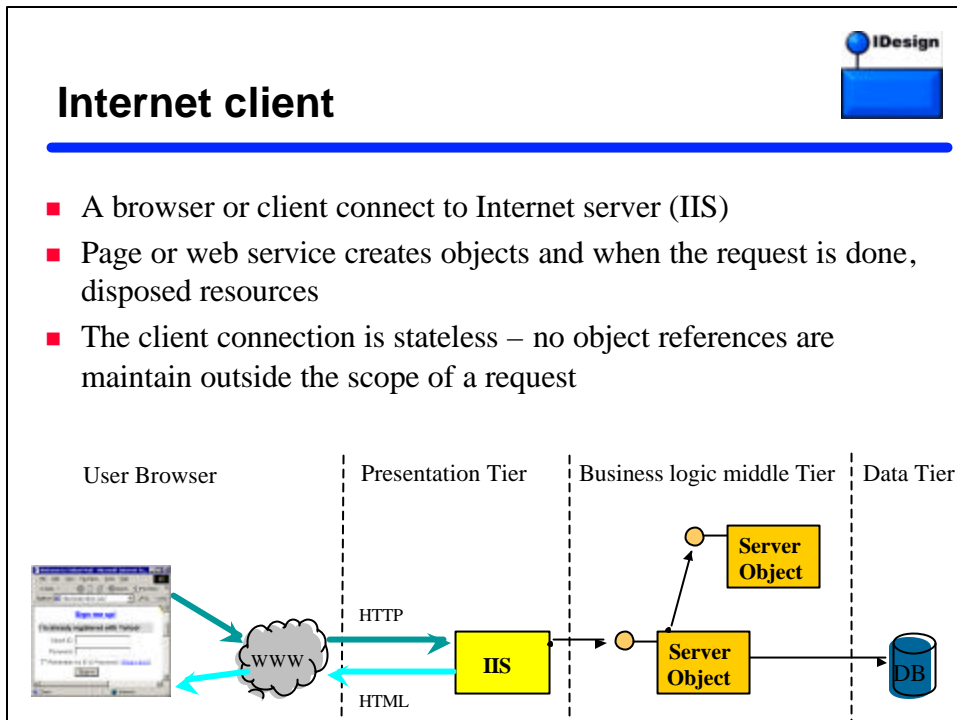 IDesign
Internet client
A browser or client connect to Internet server (IIS)
Page or web service creates objects and when the request is done,
disposed resources
The client connection is stateless – no object references are
maintain outside the scope of a request
User Browser
Presentation Tier
Business logic middle Tier
Data Tier
Server
Object
Sign me up!
HTTP
WWW
IIS
Server
Object
DB
HTML